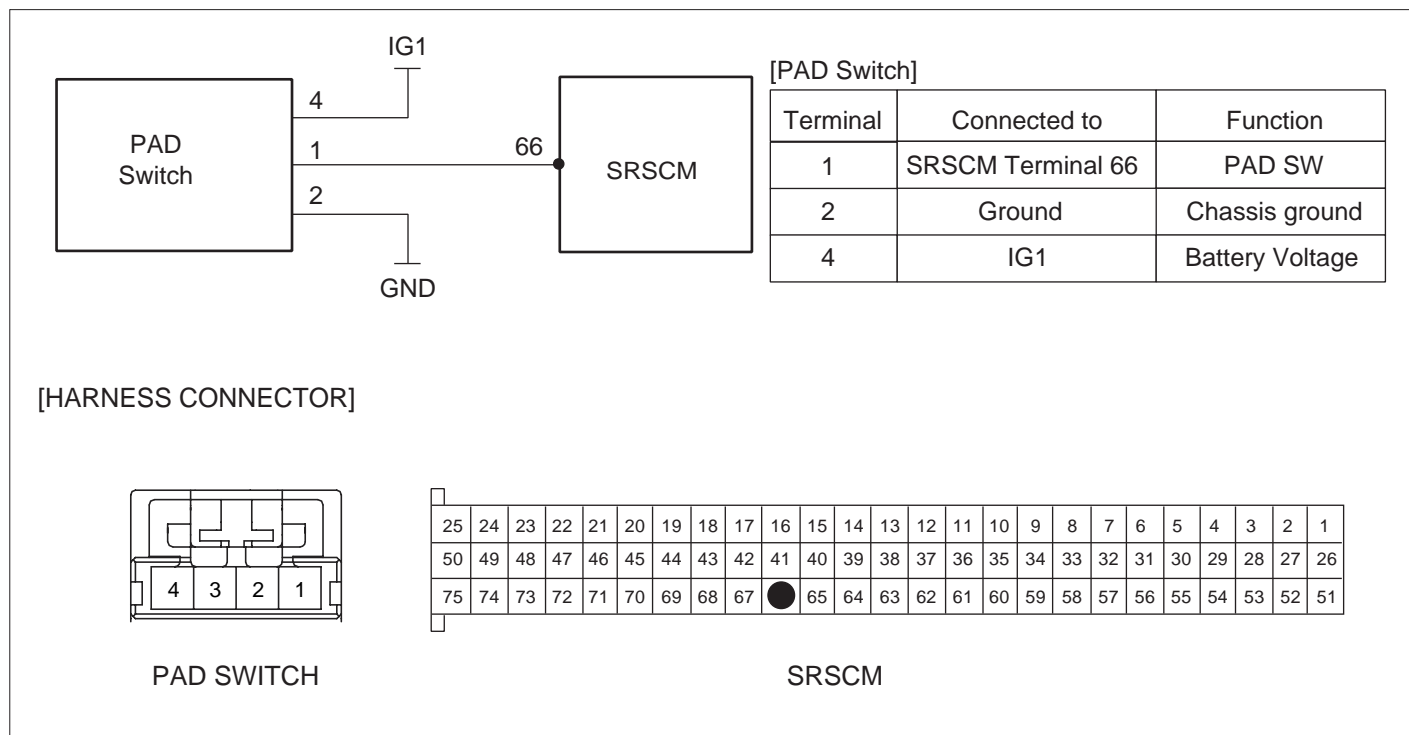 IG1
[PAD Switch]
4
PAD
Switch
1
66
SRSCM
2
GND
Terminal Connected to Function
1 SRSCM Terminal 66 PAD SW
2 Ground Chassis ground
4 IG1 Battery Voltage
[HARNESS CONNECTOR]
4 3 2 1
PAD SWITCH
25 24 23 22 21 20 19 18 17 16 15 14 13 12 11 10 9 8 7 6 5 4 3 2 1
50 49 48 47 46 45 44 43 42 41 40 39 38 37 36 35 34 33 32 31 30 29 28 27 26
75 74 73 72 71 70 69 68 67 65 64 63 62 61 60 59 58 57 56 55 54 53 52 51
SRSCM